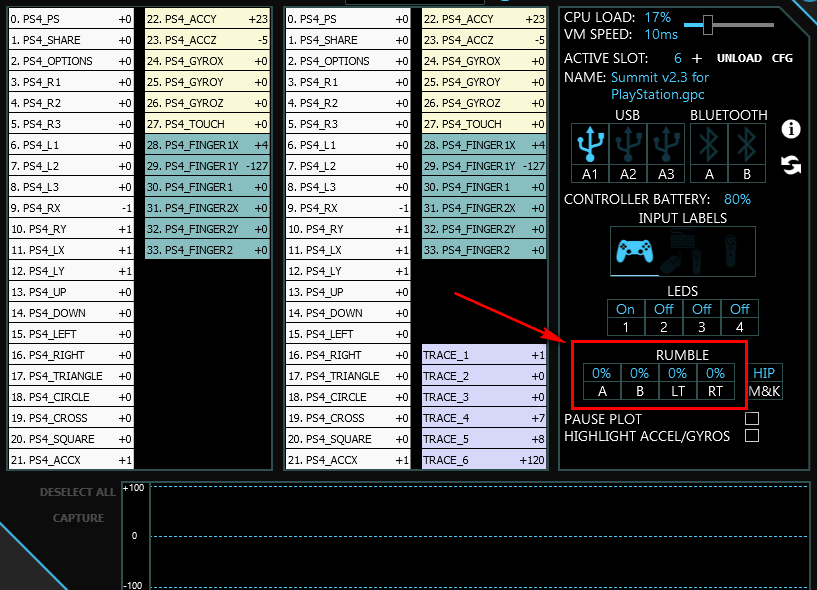 0. PS4_PS +0
1. PS4_SHARE +0
2. PS4_OPTIONS +0
3. PS4_R1 +0
4. PS4_R2 +0
5. PS4_R3 +0
6. PS4_L1 +0
7. PS4_L2 +0
8. PS4_L3 +0
9. PS4_RX -1
10. PS4_RY +1
11. PS4_LX +1
12. PS4_LY +1
13. PS4_UP +0
14. PS4_DOWN +0
15. PS4_LEFT +0
16. PS4_RIGHT +0
17. PS4_TRIANGLE +0
18. PS4_CIRCLE +0
19. PS4_CROSS +0
20. PS4_SQUARE +0
21. PS4_ACCX +1
22. PS4_ACCY +23
23. PS4_ACCZ -5
24. PS4_GYROX +0
25. PS4_GYROY +0
26. PS4_GYROZ +0
27. PS4_TOUCH +0
28. PS4_FINGER1X +4
29. PS4_FINGER1Y -127
30. PS4_FINGER1 +0
31. PS4_FINGER2X +0
32. PS4_FINGER2Y +0
33. PS4_FINGER2 +0
0. PS4_PS +0
1. PS4_SHARE +0
2. PS4_OPTIONS +0
3. PS4_R1 +0
4. PS4_R2 +0
5. PS4_R3 +0
6. PS4_L1 +0
7. PS4_L2 +0
8. PS4_L3 +0
9. PS4_RX -1
10. PS4_RY +1
11. PS4_LX +1
12. PS4_LY +1
13. PS4_UP +0
14. PS4_DOWN +0
15. PS4_LEFT +0
16. PS4_RIGHT +0
17. PS4_TRIANGLE +0
18. PS4_CIRCLE +0
19. PS4_CROSS +0
20. PS4_SQUARE +0
21. PS4_ACCX +1
22. PS4_ACCY +23
23. PS4_ACCZ -5
24. PS4_GYROX +0
25. PS4_GYROY +0
26. PS4_GYROZ +0
27. PS4_TOUCH +0
28. PS4_FINGER1X +4
29. PS4_FINGER1Y -127
30. PS4_FINGER1 +0
31. PS4_FINGER2X +0
32. PS4_FINGER2Y +0
33. PS4_FINGER2 +0
TRACE_1 +1
TRACE_2 +0
TRACE_3 +0
TRACE_4 +7
TRACE_5 +8
TRACE_6 +120
CPU LOAD: 17%
VM SPEED: 10ms
ACTIVE SLOT: 6 + UNLOAD CFG
NAME: Summit v2.3 for
PlayStation.gpc
USB BLUETOOTH
A1 A2 A3 A B
CONTROLLER BATTERY: 80%
INPUT LABELS
LEDS
On Off Off Off
1 2 3 4
RUMBLE
0% 0% 0% 0% HIP
A B LT RT M&K
PAUSE PLOT
HIGHLIGHT ACCEL/GYROS
DESELECT ALL
CAPTURE
+100
0
-100